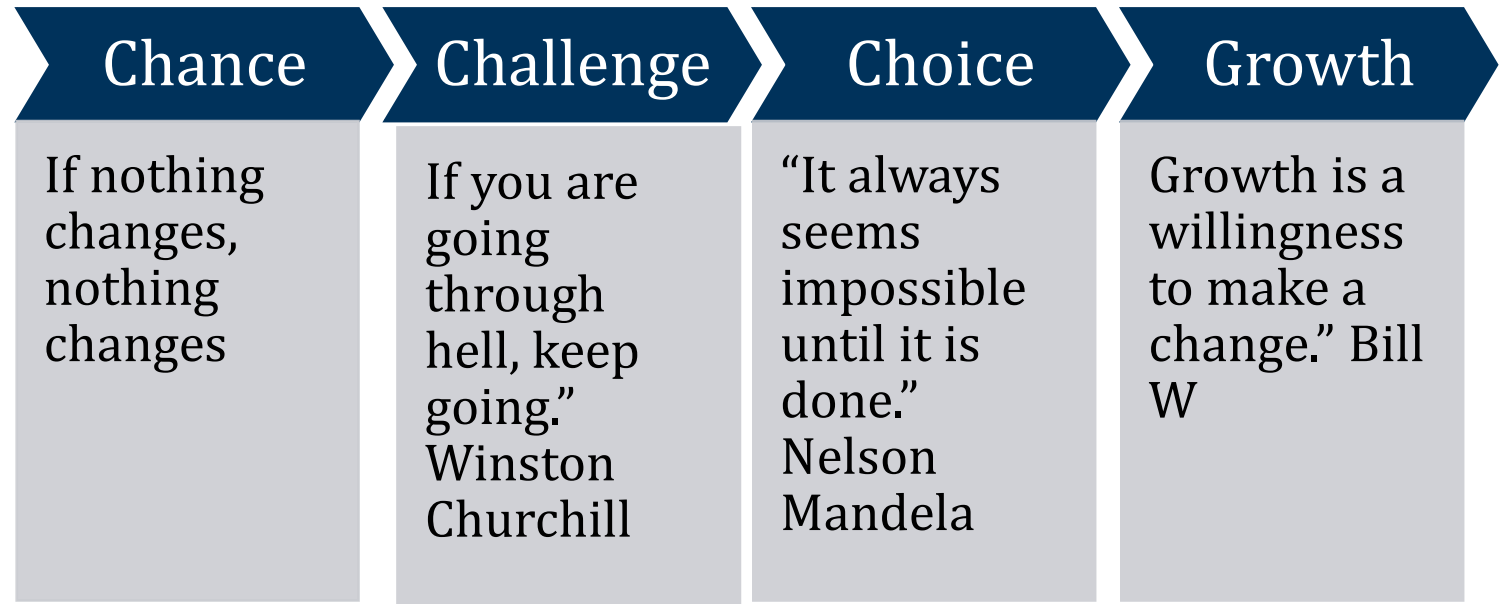 Chance
If nothing
changes,
nothing
changes
Challenge
If you are
going
through
hell, keep
going.”
Winston
Churchill
Choice
“It always
seems
impossible
until it is
done.”
Nelson
Mandela
Growth
Growth is a
willingness
to make a
change.” Bill
W